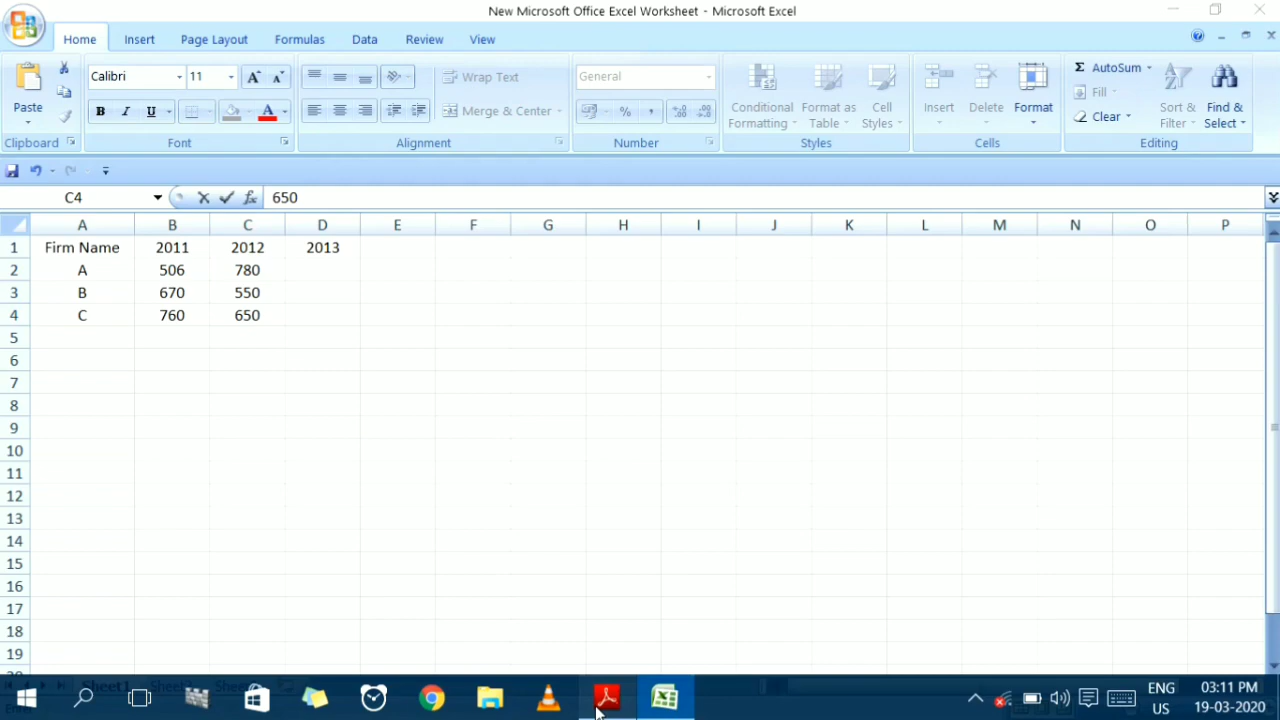 New Microsoft Office Excel Worksheet - Microsoft Excel
Home Insert Page Layout Formulas Data Review View
Calibri 11 Wrap Text General AutoSum
Paste B I U Merge & Center % , Conditional Formatting Format as Table Cell Styles Insert Delete Format Fill Clear Sort & Filter Find & Select
Clipboard Font Alignment Number Styles Cells Editing
C4 fx 650
A B C D E F G H I J K L M N O P
1 Firm Name 2011 2012 2013
2 A 506 780
3 B 670 550
4 C 760 650
5
6
7
8
9
10
11
12
13
14
15
16
17
18
19
Sheet1
ENG 03:11 PM
US 19-03-2020